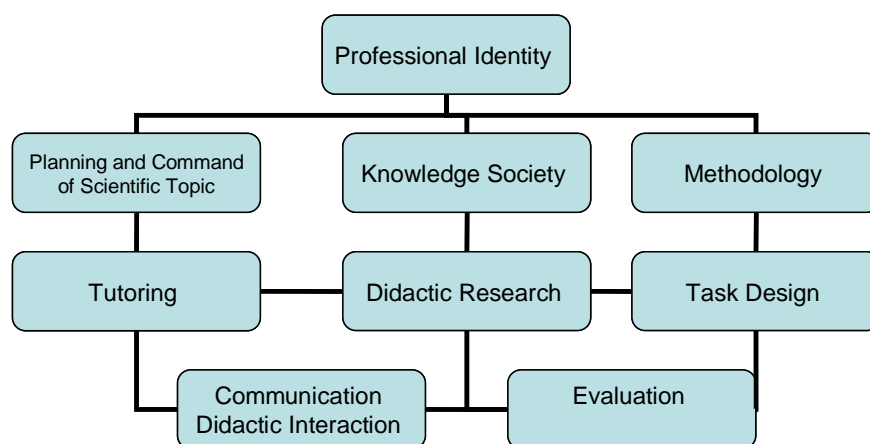 Professional Identity
Planning and Command
of Scientific Topic
Knowledge Society
Methodology
Tutoring
Didactic Research
Task Design
Communication
Didactic Interaction
Evaluation